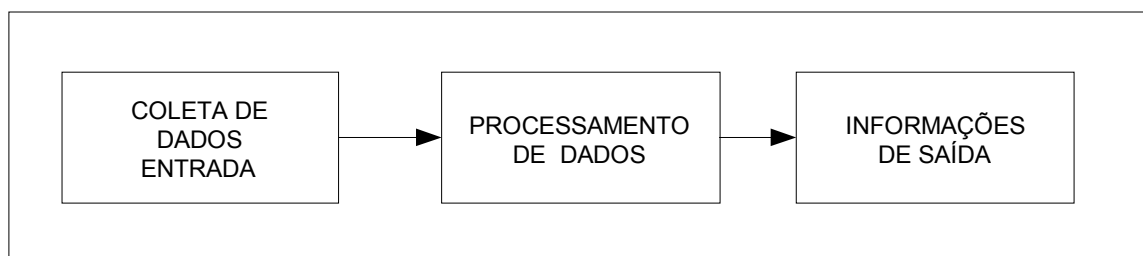 COLETA DE
DADOS
ENTRADA
PROCESSAMENTO
DE DADOS
INFORMAÇÕES
DE SAÍDA